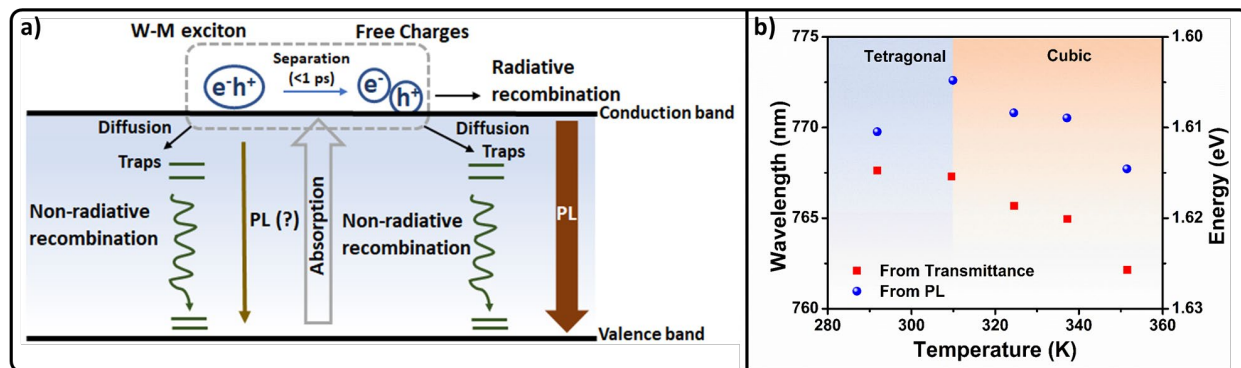 a)
W-M exciton
Free Charges
Separation
(<1 ps)
e⁻h⁺
e⁻
h⁺
Radiative
recombination
Conduction band
Diffusion
Traps
Diffusion
Traps
Non-radiative
recombination
PL (?)
Absorption
Non-radiative
recombination
PL
Valence band
b)
775
770
765
760
Wavelength (nm)
Tetragonal
Cubic
From Transmittance
From PL
280
300
320
340
360
Temperature (K)
1.60
1.61
1.62
1.63
Energy (eV)